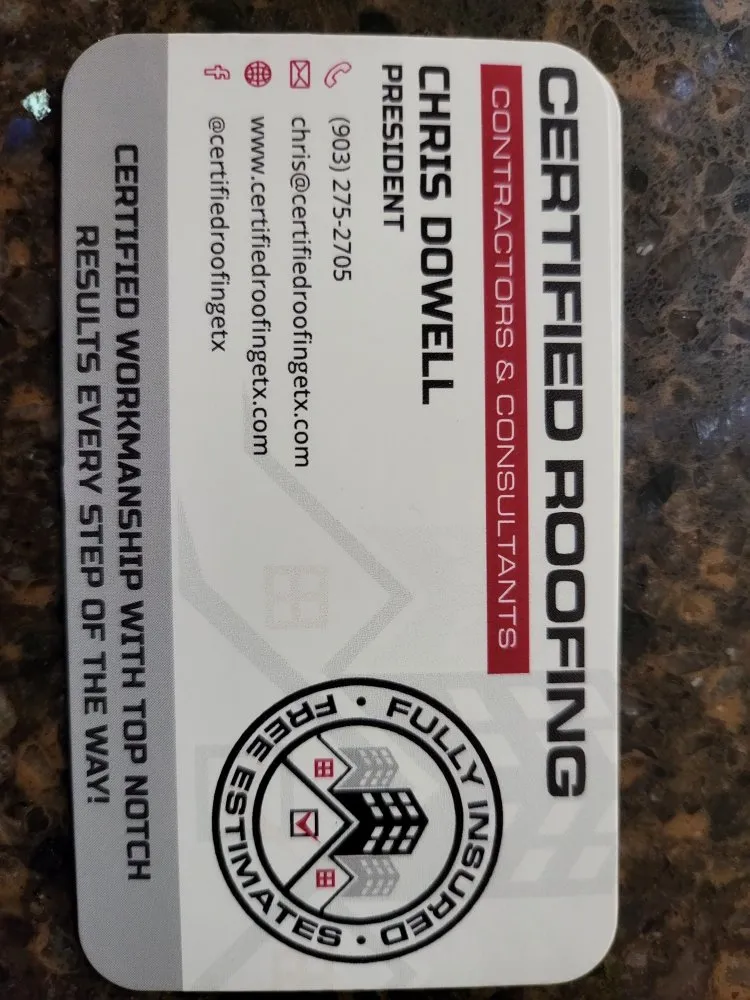 CERTIFIED ROOFING
CONTRACTORS & CONSULTANTS
CHRIS DOWELL
PRESIDENT
(903) 275-2705
chris@certifiedroofingetx.com
www.certifiedroofingetx.com
@certifiedroofingetx
FULLY INSURED
FREE ESTIMATES
CERTIFIED WORKMANSHIP WITH TOP NOTCH
RESULTS EVERY STEP OF THE WAY!